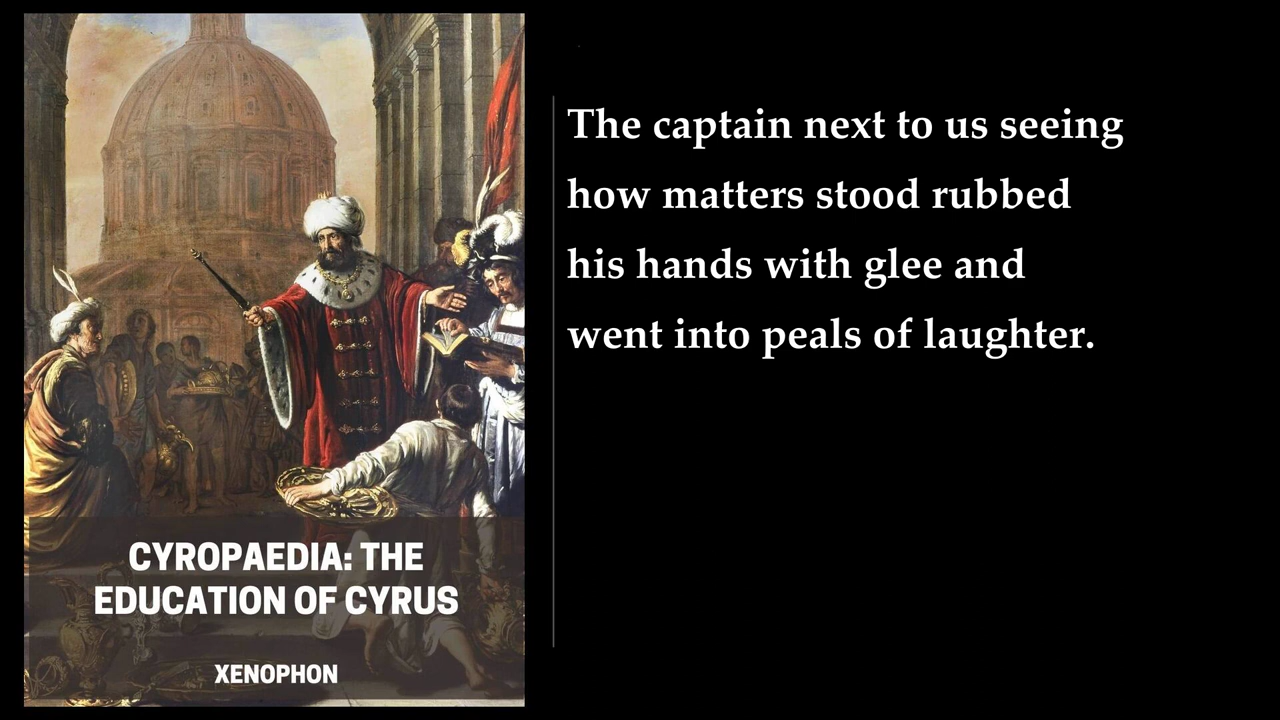 The captain next to us seeing
how matters stood rubbed
his hands with glee and
went into peals of laughter.
CYROPAEDIA: THE
EDUCATION OF CYRUS
XENOPHON